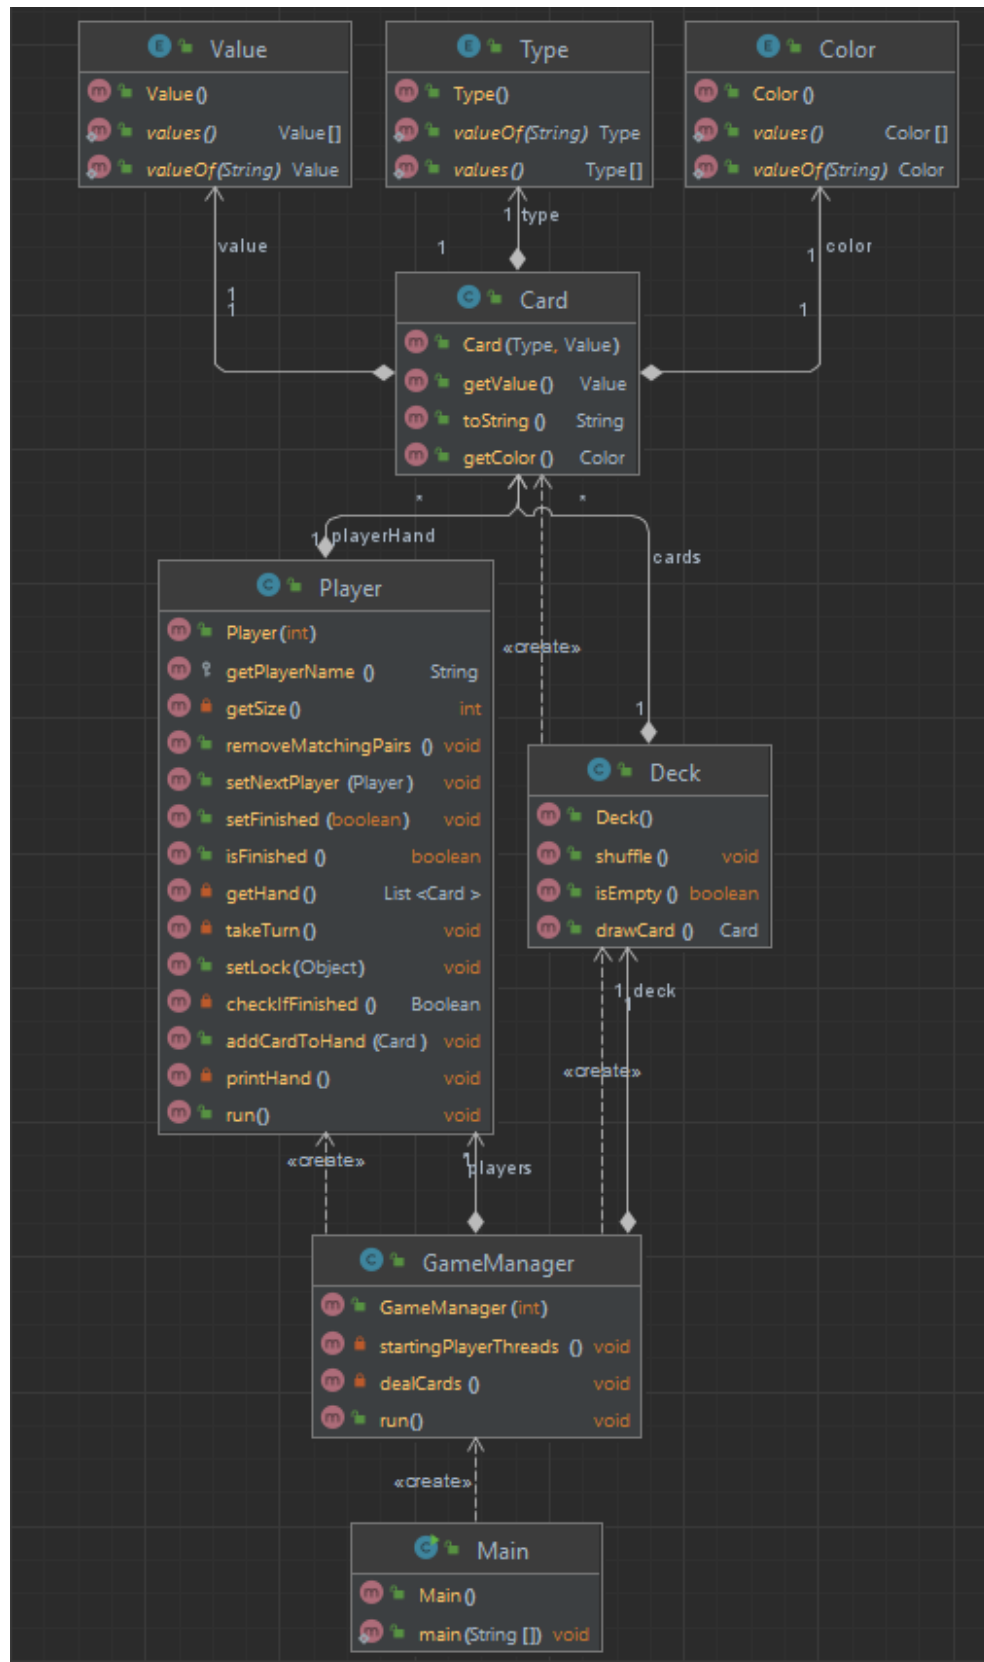 Value
Value()
values() Value[]
valueOf(String) Value
Type
Type()
valueOf(String) Type
values() Type[]
Color
Color()
values() Color[]
valueOf(String) Color
value
1
1
1 type
1
color
1
1
Card
Card(Type, Value)
getValue() Value
toString() String
getColor() Color
*
*
1 playerHand
cards
«create»
1
Player
Player(int)
getPlayerName() String
getSize() int
removeMatchingPairs() void
setNextPlayer(Player) void
setFinished(boolean) void
isFinished() boolean
getHand() List<Card>
takeTurn() void
setLock(Object) void
checkIfFinished() Boolean
addCardToHand(Card) void
printHand() void
run() void
Deck
Deck()
shuffle() void
isEmpty() boolean
drawCard() Card
1 deck
1
«create»
«create»
*
1
players
GameManager
GameManager(int)
startingPlayerThreads() void
dealCards() void
run() void
«create»
Main
Main()
main(String[]) void